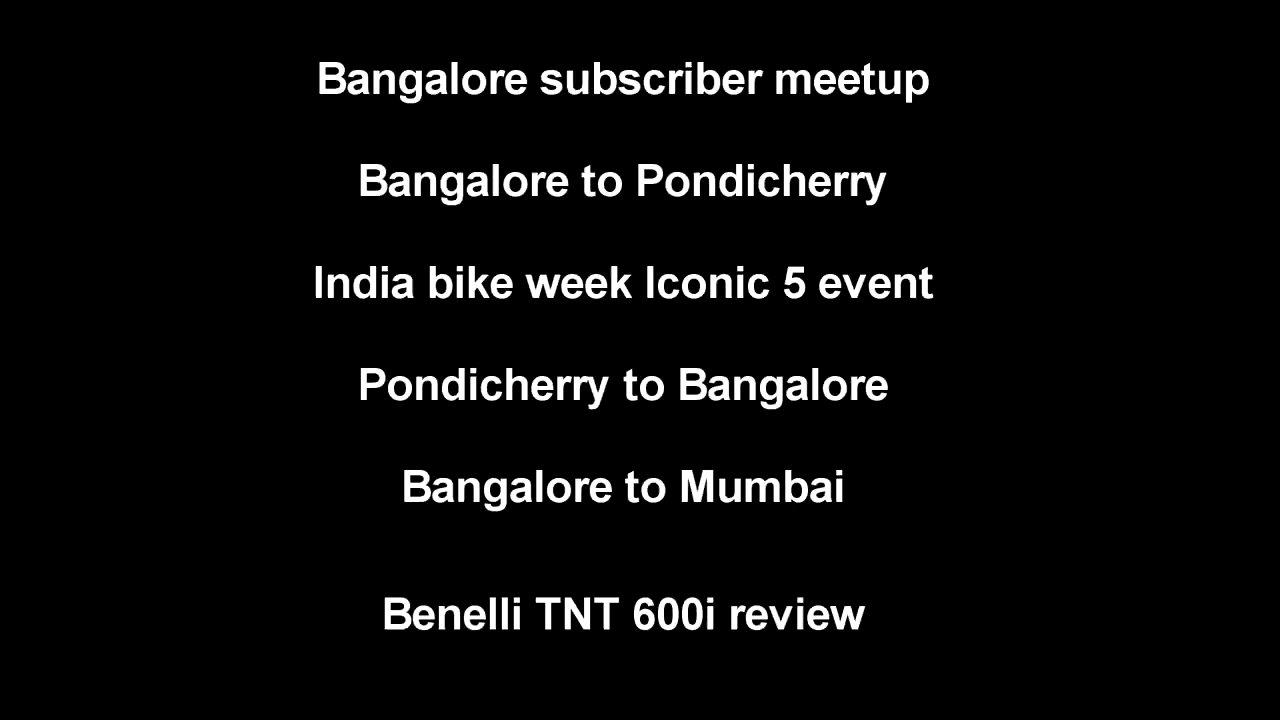 Bangalore subscriber meetup
Bangalore to Pondicherry
India bike week Iconic 5 event
Pondicherry to Bangalore
Bangalore to Mumbai
Benelli TNT 600i review